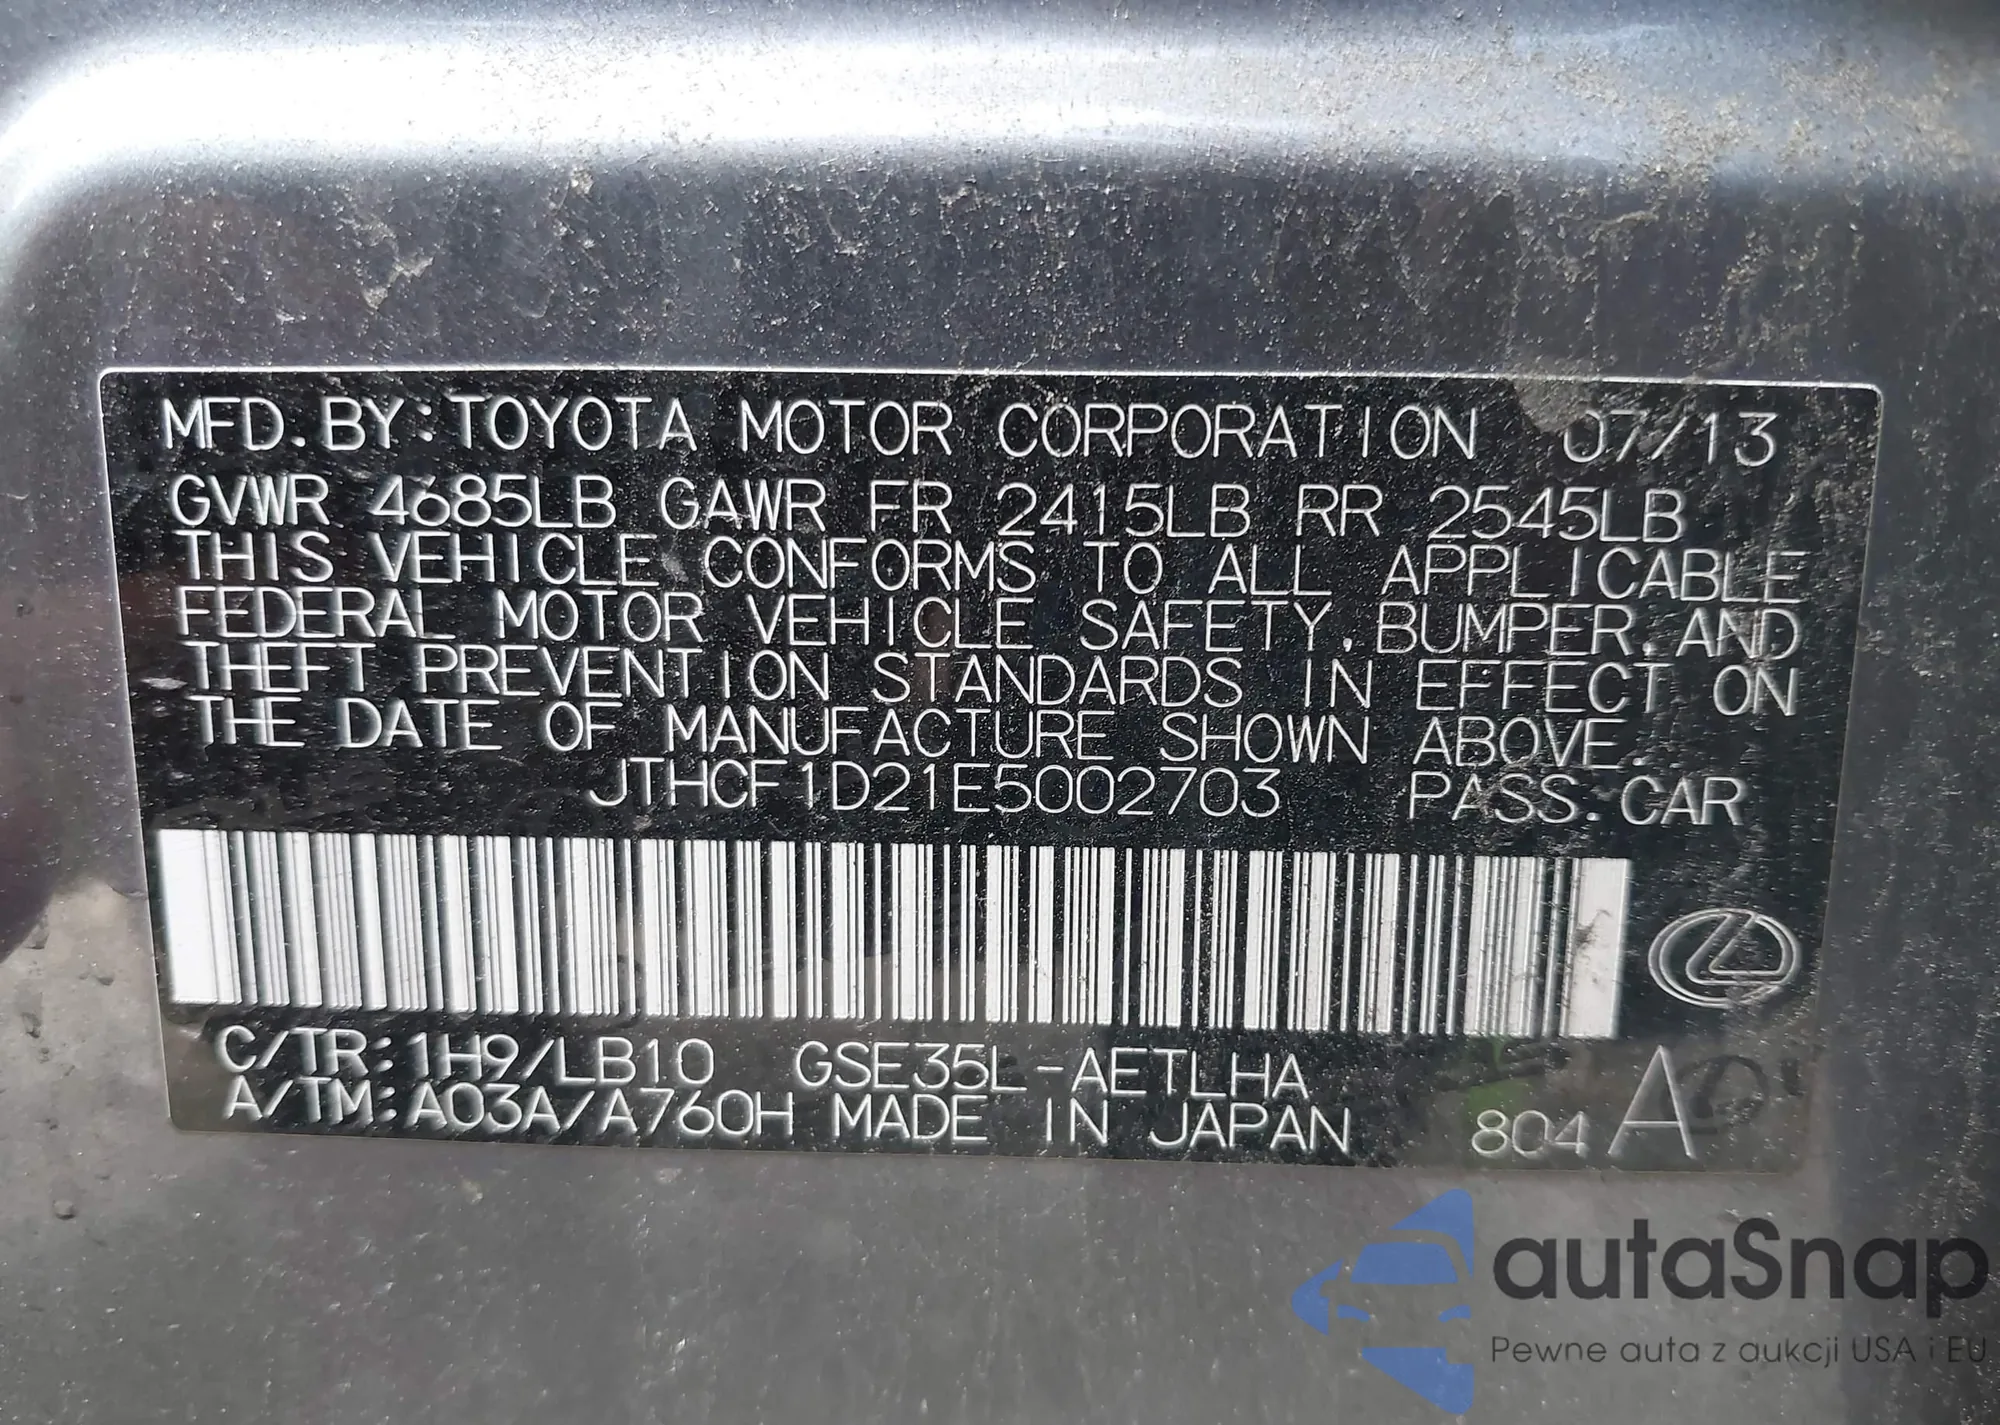 MFD. BY: TOYOTA MOTOR CORPORATION 07/13
GVWR 4685LB GAWR FR 2415LB RR 2545LB
THIS VEHICLE CONFORMS TO ALL APPLICABLE
FEDERAL MOTOR VEHICLE SAFETY, BUMPER, AND
THEFT PREVENTION STANDARDS IN EFFECT ON
THE DATE OF MANUFACTURE SHOWN ABOVE.
JTHCF1D21E5002703 PASS. CAR
C/TR: 1H9/LB10 GSE35L-AETLHA
A/TM: A03A/A760H MADE IN JAPAN 804 A
autaSnap
Pewne auta z aukcji USA i EU